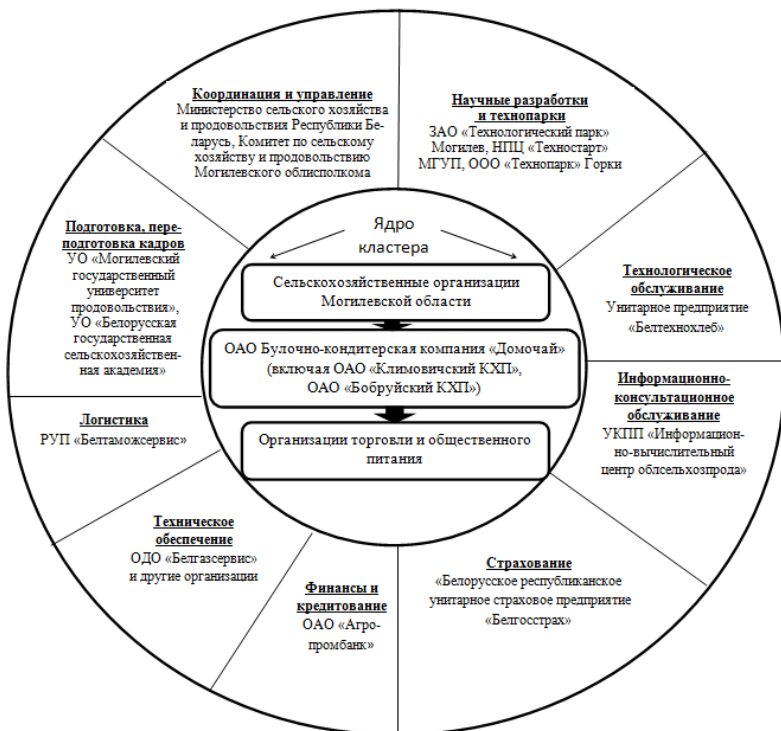 Координация и управление
Министерство сельского хозяйства
и продовольствия Республики Бе-
ларусь, Комитет по сельскому
хозяйству и продовольствию
Могилевского облисполкома
Научные разработки
и технопарки
ЗАО «Технологический парк»
Могилев, НПЦ «Техностарт»
МГУП, ООО «Технопарк» Горки
Технологическое
обслуживание
Унитарное предприятие
«Белтехнохлеб»
Информационно-
консультационное
обслуживание
УКПП «Информацион-
но-вычислительный
центр облсельхозпрода»
Страхование
«Белорусское республиканское
унитарное страховое предприятие
«Белгосстрах»
Финансы и
кредитование
ОАО «Агро-
промбанк»
Техническое
обеспечение
ОДО «Белгазсервис»
и другие организации
Логистика
РУП «Белтаможсервис»
Подготовка, пере-
подготовка кадров
УО «Могилевский
государственный
университет
продовольствия»,
УО «Белорусская
государственная
сельскохозяйствен-
ная академия»
Ядро
кластера
Сельскохозяйственные организации
Могилевской области
ОАО Булочно-кондитерская компания «Домочай»
(включая ОАО «Климовичский КХП»,
ОАО «Бобруйский КХП»)
Организации торговли и общественного
питания